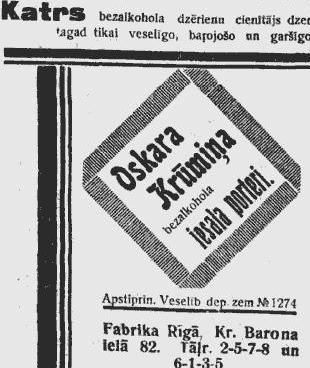 Katrs bezalkohola dzērienu cienītājs dzer
tagad tikai veselīgo, barojošo un garšīgo
Oskara
Krūmiņa
bezalkohola
iesala porteri.
Apstiprin. Veselīb dep. zem № 1274
Fabrika Rīgā, Kr. Barona
ielā 82. Tāļr. 2-5-7-8 un
6-1-3-5